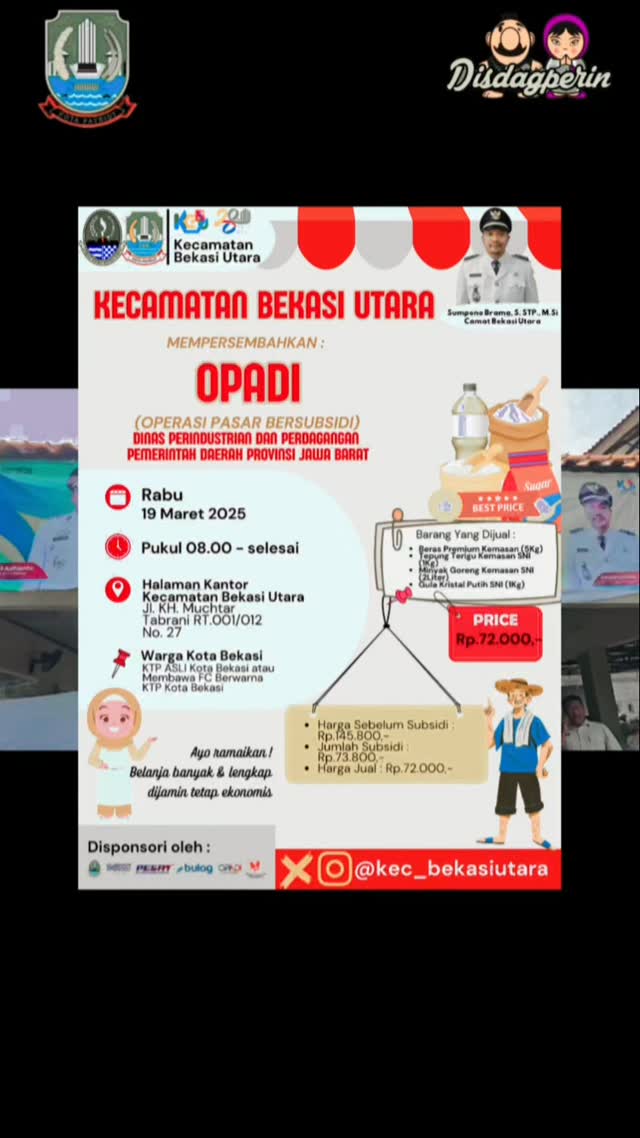 KOTA PATRIOT
Disdagperin
Kecamatan
Bekasi Utara
KECAMATAN BEKASI UTARA
Sumpono Brama, S. STP., M.Si
Camat Bekasi Utara
MEMPERSEMBAHKAN :
OPADI
(OPERASI PASAR BERSUBSIDI)
DINAS PERINDUSTRIAN DAN PERDAGANGAN
PEMERINTAH DAERAH PROVINSI JAWA BARAT
Rabu
19 Maret 2025
Pukul 08.00 - selesai
Halaman Kantor
Kecamatan Bekasi Utara
Jl. KH. Muchtar
Tabrani RT.001/012
No. 27
Warga Kota Bekasi
KTP ASLI Kota Bekasi atau
Membawa FC Berwarna
KTP Kota Bekasi
Sugar
BEST PRICE
Barang Yang Dijual :
• Beras Premium Kemasan (5Kg)
• Tepung Terigu Kemasan SNI
(1Kg)
• Minyak Goreng Kemasan SNI
(2Liter)
• Gula Kristal Putih SNI (1Kg)
PRICE
Rp.72.000,-
• Harga Sebelum Subsidi :
Rp.145.800,-
• Jumlah Subsidi :
Rp.73.800,-
• Harga Jual : Rp.72.000,-
Ayo ramaikan !
Belanja banyak & lengkap
dijamin tetap ekonomis
Disponsori oleh :
bulog
OPADI
@kec_bekasiutara